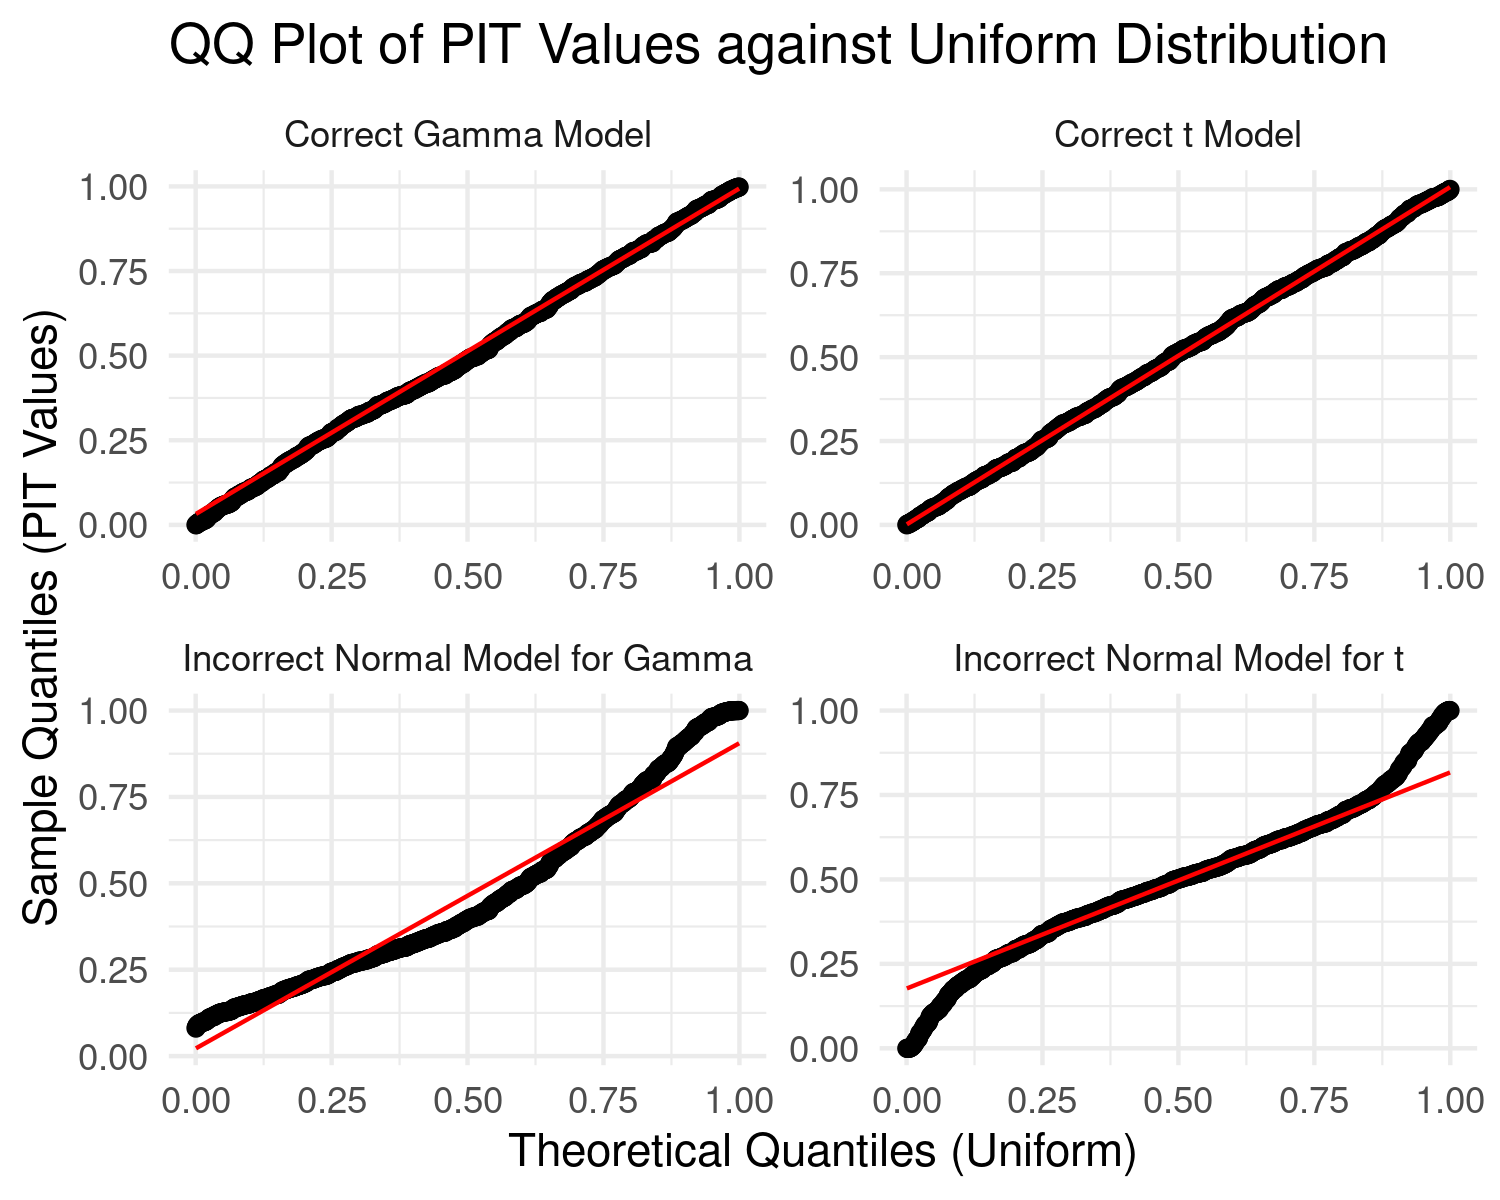 QQ Plot of PIT Values against Uniform Distribution
Sample Quantiles (PIT Values)
Correct Gamma Model
1.00
0.75
0.50
0.25
0.00
0.00 0.25 0.50 0.75 1.00
Correct t Model
1.00
0.75
0.50
0.25
0.00
0.00 0.25 0.50 0.75 1.00
Incorrect Normal Model for Gamma
1.00
0.75
0.50
0.25
0.00
0.00 0.25 0.50 0.75 1.00
Incorrect Normal Model for t
1.00
0.75
0.50
0.25
0.00
0.00 0.25 0.50 0.75 1.00
Theoretical Quantiles (Uniform)